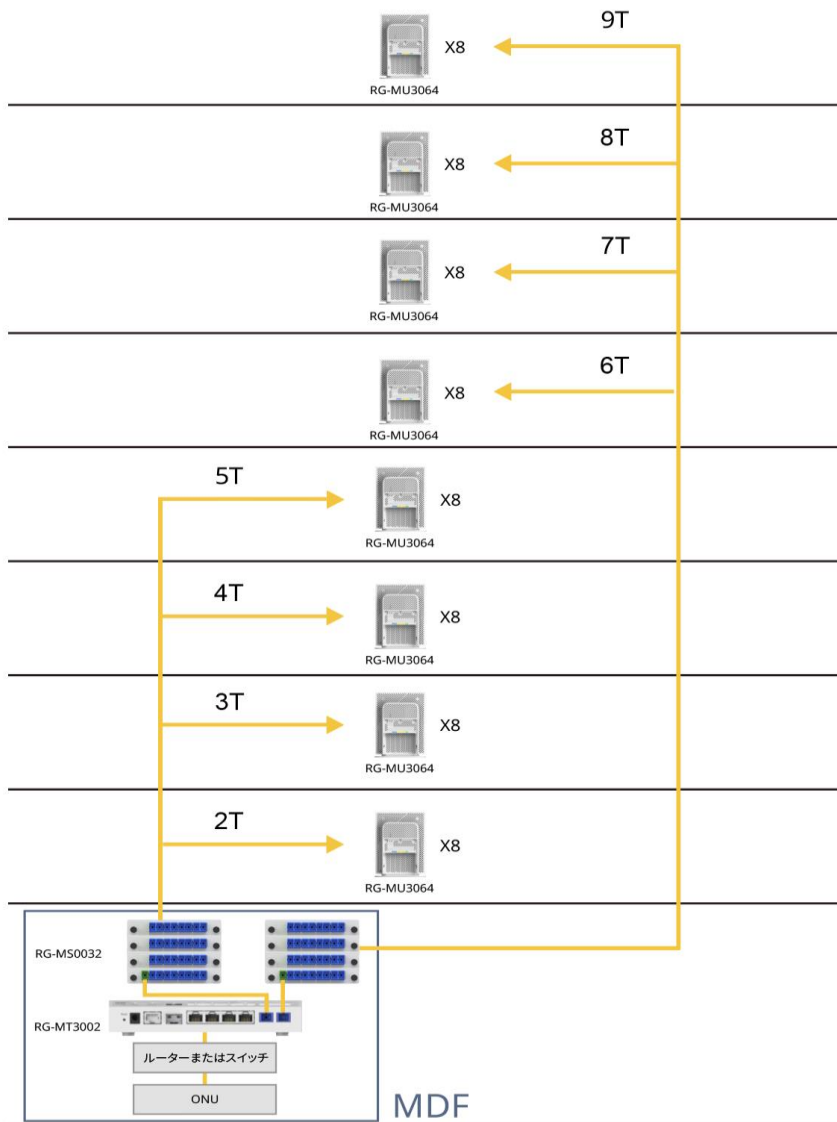 9T
X8
RG-MU3064
8T
X8
RG-MU3064
7T
X8
RG-MU3064
6T
X8
RG-MU3064
5T
X8
RG-MU3064
4T
X8
RG-MU3064
3T
X8
RG-MU3064
2T
X8
RG-MU3064
RG-MS0032
RG-MT3002
ルーターまたはスイッチ
ONU
MDF